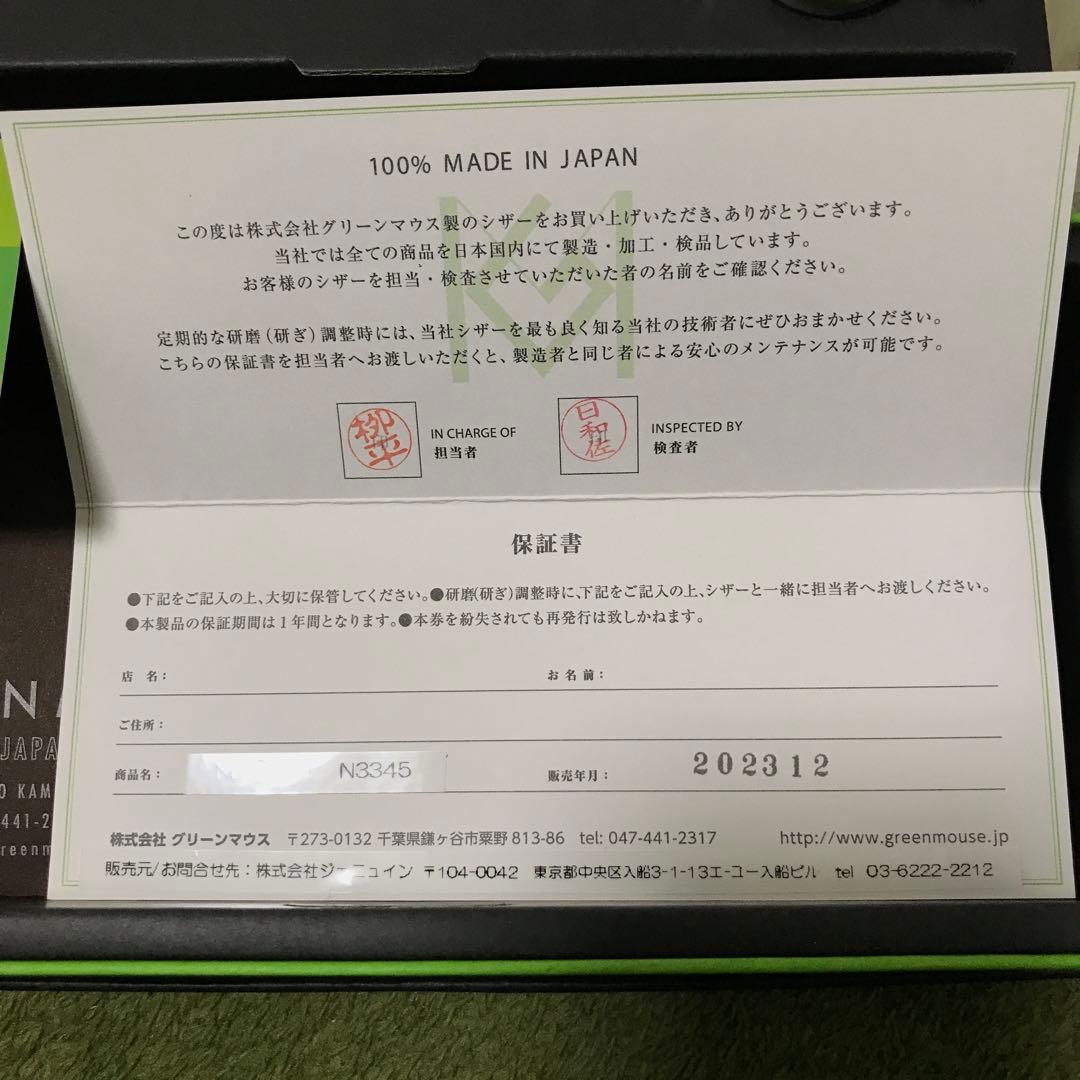 100% MADE IN JAPAN
この度は株式会社グリーンマウス製のシザーをお買い上げいただき、ありがとうございます。
当社では全ての商品を日本国内にて製造・加工・検品しています。
お客様のシザーを担当・検査させていただいた者の名前をご確認ください。
定期的な研磨(研ぎ)調整時には、当社シザーを最も良く知る当社の技術者にぜひおまかせください。
こちらの保証書を担当者へお渡しいただくと、製造者と同じ者による安心のメンテナンスが可能です。
柳平
IN CHARGE OF
担当者
日和佐
INSPECTED BY
検査者
保証書
●下記をご記入の上、大切に保管してください。●研磨(研ぎ)調整時に、下記をご記入の上、シザーと一緒に担当者へお渡しください。
●本製品の保証期間は1年間となります。●本券を紛失されても再発行は致しかねます。
店 名: お名前:
ご住所:
商品名: N3345 販売年月: 202312
株式会社 グリーンマウス 〒273-0132 千葉県鎌ヶ谷市粟野 813-86 tel: 047-441-2317 http://www.greenmouse.jp
販売元/お問合せ先:株式会社ジーニュイン 〒104-0042 東京都中央区入船3-1-13エーユー入船ビル tel 03-6222-2212
JAPA
KAM
441-2
reenm